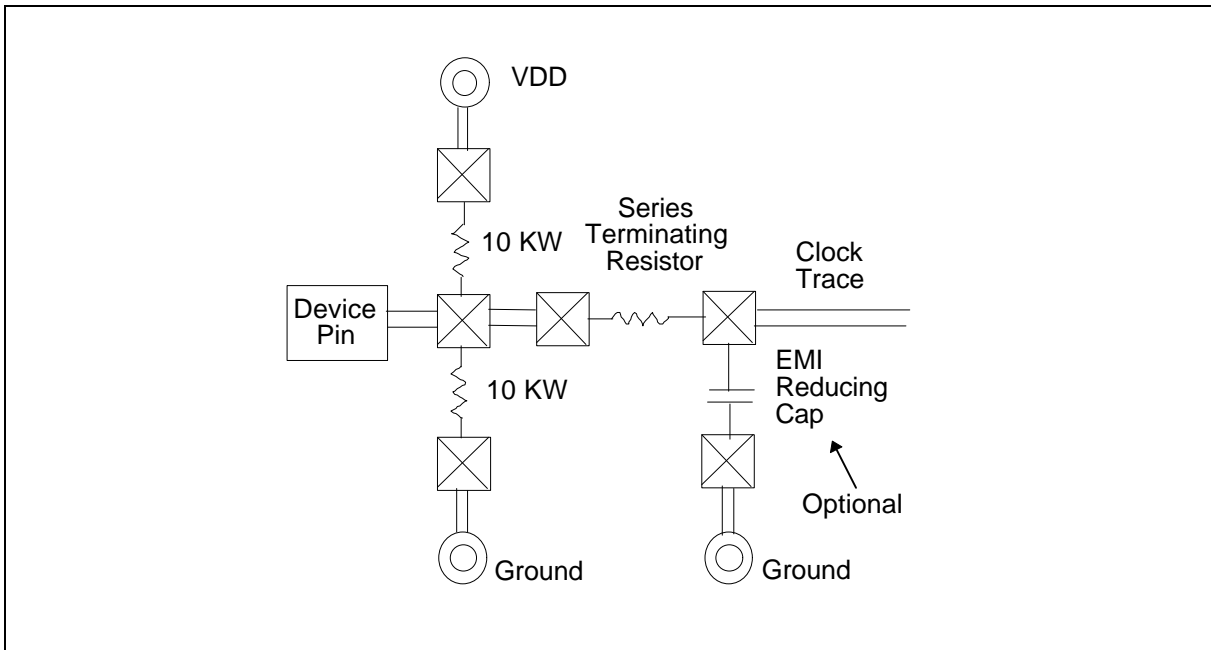 VDD
10 KW
Series
Terminating
Resistor
Clock
Trace
Device
Pin
10 KW
EMI
Reducing
Cap
Optional
Ground
Ground